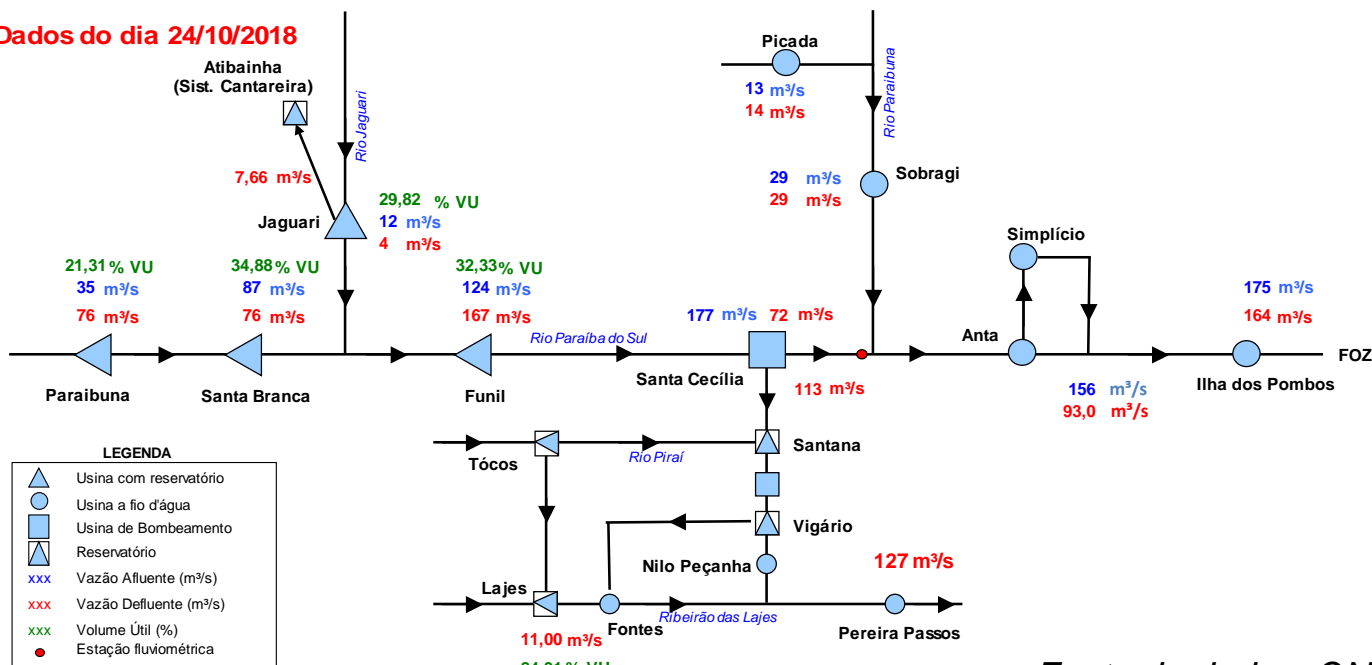 Dados do dia 24/10/2018
Atibainha
(Sist. Cantareira)
Rio Jaguari
7,66 m³/s
Jaguari
29,82 % VU
12 m³/s
4 m³/s
Picada
13 m³/s
14 m³/s
Rio Paraibuna
29 m³/s
29 m³/s
Sobragi
21,31 % VU
35 m³/s
76 m³/s
Paraibuna
34,88 % VU
87 m³/s
76 m³/s
Santa Branca
32,33 % VU
124 m³/s
167 m³/s
Funil
Rio Paraíba do Sul
177 m³/s 72 m³/s
Santa Cecília
113 m³/s
Simplício
Anta
156 m³/s
93,0 m³/s
175 m³/s
164 m³/s
Ilha dos Pombos
FOZ
Tócos
Rio Piraí
Santana
Vigário
Nilo Peçanha
127 m³/s
Lajes
Fontes
Ribeirão das Lajes
Pereira Passos
11,00 m³/s
LEGENDA
Usina com reservatório
Usina a fio d'água
Usina de Bombeamento
Reservatório
xxx Vazão Afluente (m³/s)
xxx Vazão Defluente (m³/s)
xxx Volume Útil (%)
Estação fluviométrica